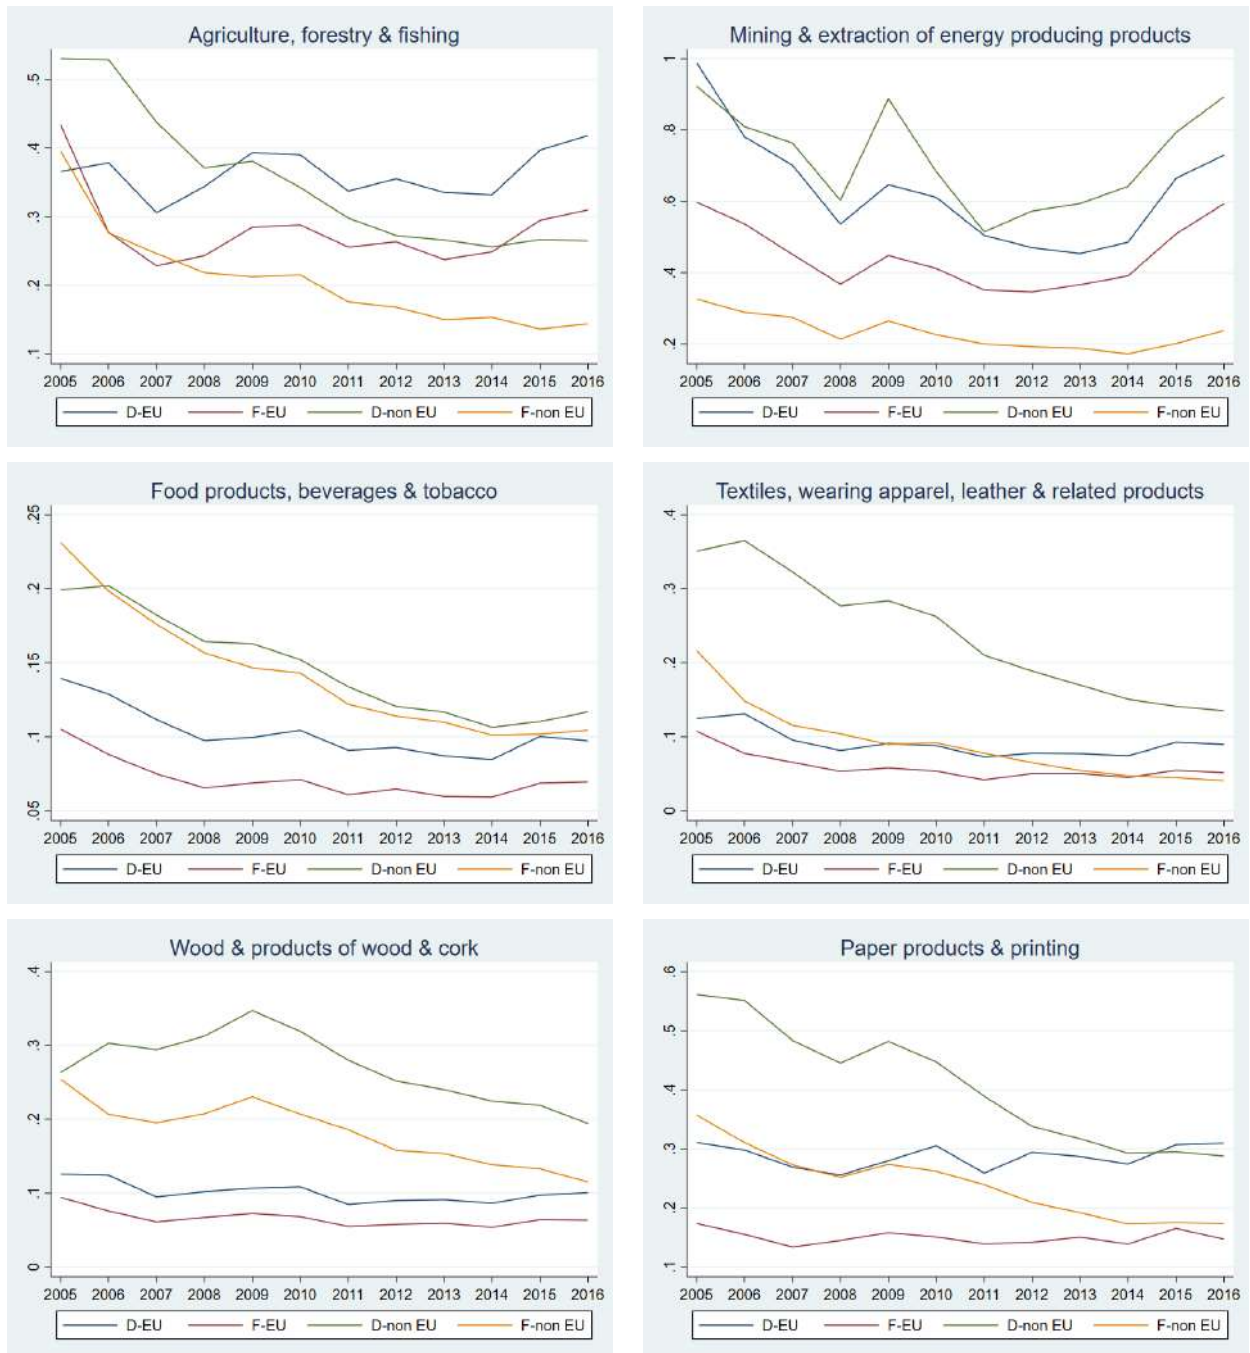 Agriculture, forestry & fishing
.5
.4
.3
.2
.1
2005 2006 2007 2008 2009 2010 2011 2012 2013 2014 2015 2016
D-EU F-EU D-non EU F-non EU
Mining & extraction of energy producing products
1
.8
.6
.4
.2
2005 2006 2007 2008 2009 2010 2011 2012 2013 2014 2015 2016
D-EU F-EU D-non EU F-non EU
Food products, beverages & tobacco
.25
.2
.15
.1
.05
2005 2006 2007 2008 2009 2010 2011 2012 2013 2014 2015 2016
D-EU F-EU D-non EU F-non EU
Textiles, wearing apparel, leather & related products
.4
.3
.2
.1
0
2005 2006 2007 2008 2009 2010 2011 2012 2013 2014 2015 2016
D-EU F-EU D-non EU F-non EU
Wood & products of wood & cork
.4
.3
.2
.1
0
2005 2006 2007 2008 2009 2010 2011 2012 2013 2014 2015 2016
D-EU F-EU D-non EU F-non EU
Paper products & printing
.6
.5
.4
.3
.2
.1
2005 2006 2007 2008 2009 2010 2011 2012 2013 2014 2015 2016
D-EU F-EU D-non EU F-non EU